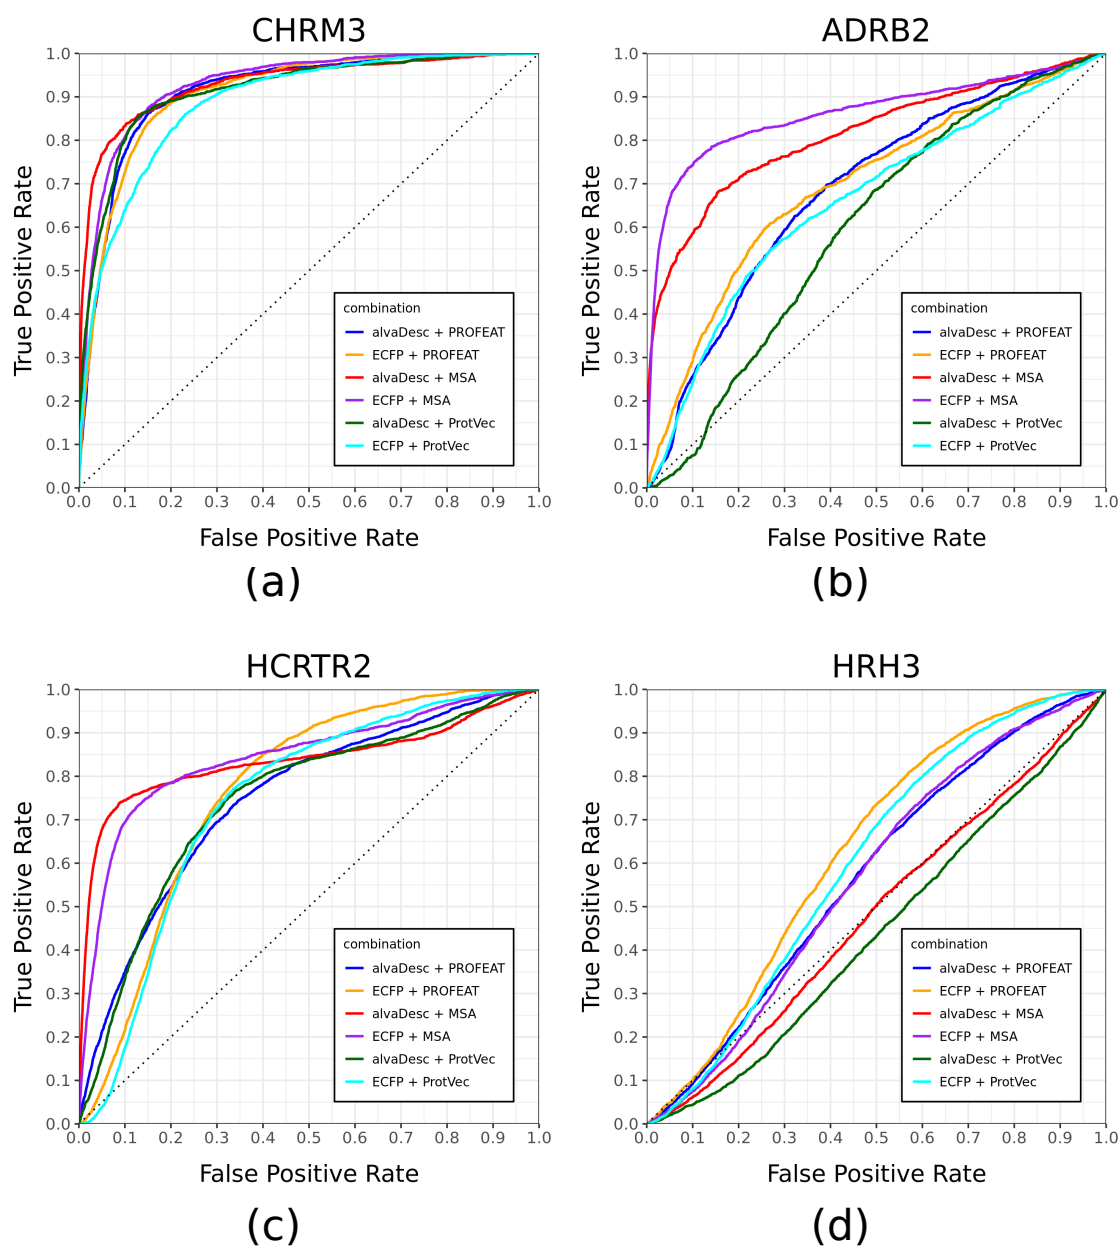 CHRM3
True Positive Rate
1.0
0.9
0.8
0.7
0.6
0.5
0.4
0.3
0.2
0.1
0.0
combination
alvaDesc + PROFEAT
ECFP + PROFEAT
alvaDesc + MSA
ECFP + MSA
alvaDesc + ProtVec
ECFP + ProtVec
0.0 0.1 0.2 0.3 0.4 0.5 0.6 0.7 0.8 0.9 1.0
False Positive Rate
(a)
ADRB2
True Positive Rate
1.0
0.9
0.8
0.7
0.6
0.5
0.4
0.3
0.2
0.1
0.0
combination
alvaDesc + PROFEAT
ECFP + PROFEAT
alvaDesc + MSA
ECFP + MSA
alvaDesc + ProtVec
ECFP + ProtVec
0.0 0.1 0.2 0.3 0.4 0.5 0.6 0.7 0.8 0.9 1.0
False Positive Rate
(b)
HCRTR2
True Positive Rate
1.0
0.9
0.8
0.7
0.6
0.5
0.4
0.3
0.2
0.1
0.0
combination
alvaDesc + PROFEAT
ECFP + PROFEAT
alvaDesc + MSA
ECFP + MSA
alvaDesc + ProtVec
ECFP + ProtVec
0.0 0.1 0.2 0.3 0.4 0.5 0.6 0.7 0.8 0.9 1.0
False Positive Rate
(c)
HRH3
True Positive Rate
1.0
0.9
0.8
0.7
0.6
0.5
0.4
0.3
0.2
0.1
0.0
combination
alvaDesc + PROFEAT
ECFP + PROFEAT
alvaDesc + MSA
ECFP + MSA
alvaDesc + ProtVec
ECFP + ProtVec
0.0 0.1 0.2 0.3 0.4 0.5 0.6 0.7 0.8 0.9 1.0
False Positive Rate
(d)